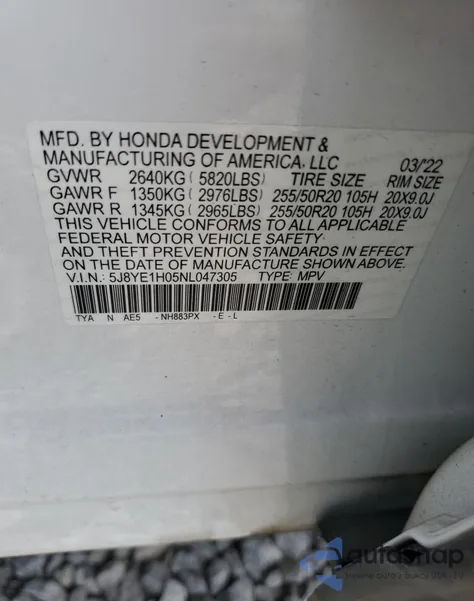 MFD. BY HONDA DEVELOPMENT &
MANUFACTURING OF AMERICA, LLC 03/'22
GVWR 2640KG ( 5820LBS) TIRE SIZE RIM SIZE
GAWR F 1350KG ( 2976LBS) 255/50R20 105H 20X9.0J
GAWR R 1345KG ( 2965LBS) 255/50R20 105H 20X9.0J
THIS VEHICLE CONFORMS TO ALL APPLICABLE
FEDERAL MOTOR VEHICLE SAFETY
AND THEFT PREVENTION STANDARDS IN EFFECT
ON THE DATE OF MANUFACTURE SHOWN ABOVE.
V.I.N.: 5J8YE1H05NL047305 TYPE: MPV
TYA N AE5 - NH883PX - E - L
autosnap